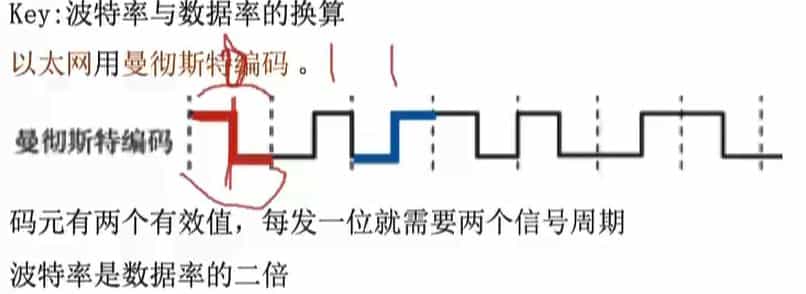 Key:波特率与数据率的换算
以太网用曼彻斯特编码。
曼彻斯特编码
码元有两个有效值，每发一位就需要两个信号周期
波特率是数据率的二倍